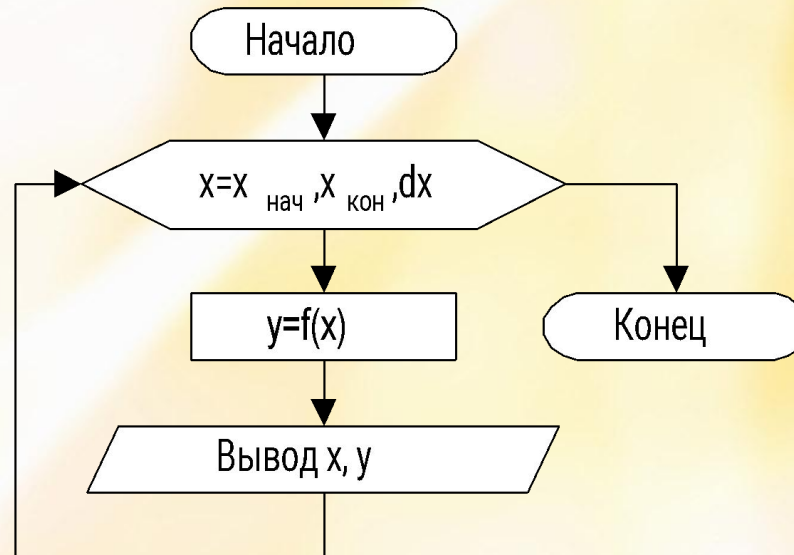 Начало
x=x нач ,x кон ,dx
y=f(x)
Конец
Вывод x, y